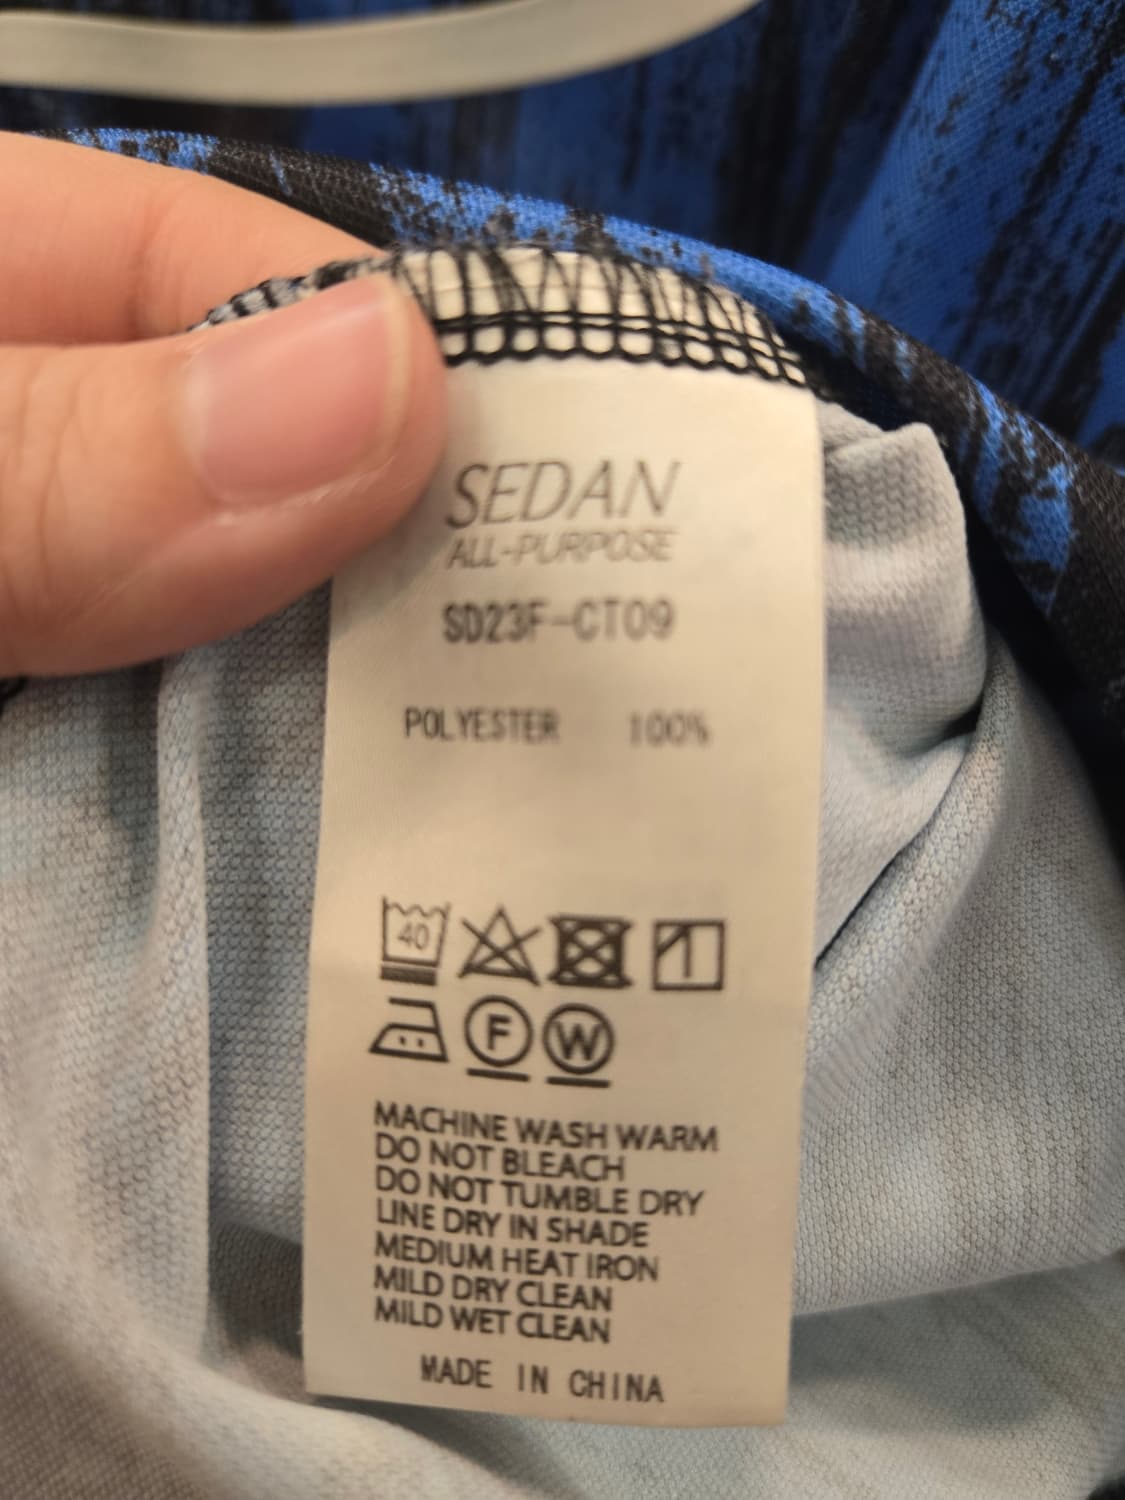 SEDAN
ALL-PURPOSE
SD23F-CT09
POLYESTER 100%
40
F W
MACHINE WASH WARM
DO NOT BLEACH
DO NOT TUMBLE DRY
LINE DRY IN SHADE
MEDIUM HEAT IRON
MILD DRY CLEAN
MILD WET CLEAN
MADE IN CHINA